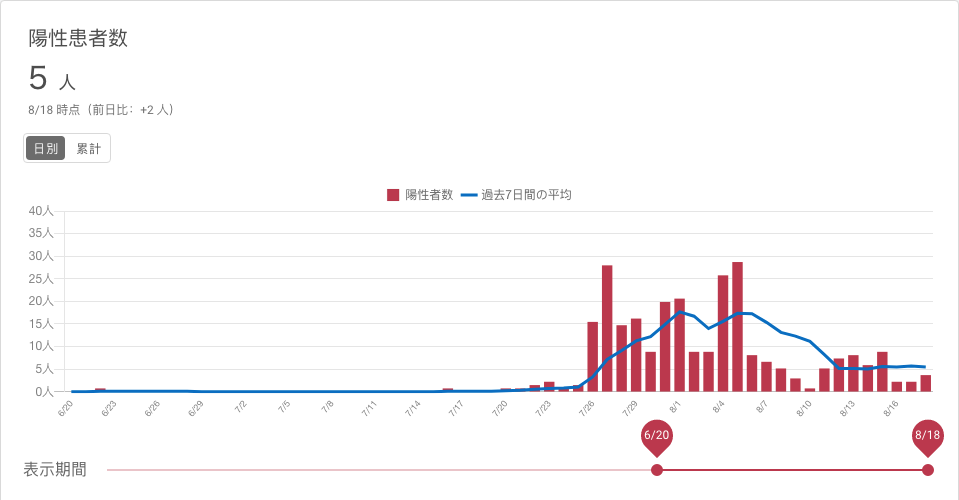 陽性患者数
5 人
8/18 時点（前日比：+2 人）
日別 累計
陽性者数 過去7日間の平均
40人
35人
30人
25人
20人
15人
10人
5人
0人
6/20 6/23 6/26 6/29 7/2 7/5 7/8 7/11 7/14 7/17 7/20 7/23 7/26 7/29 8/1 8/4 8/7 8/10 8/13 8/16
6/20 8/18
表示期間